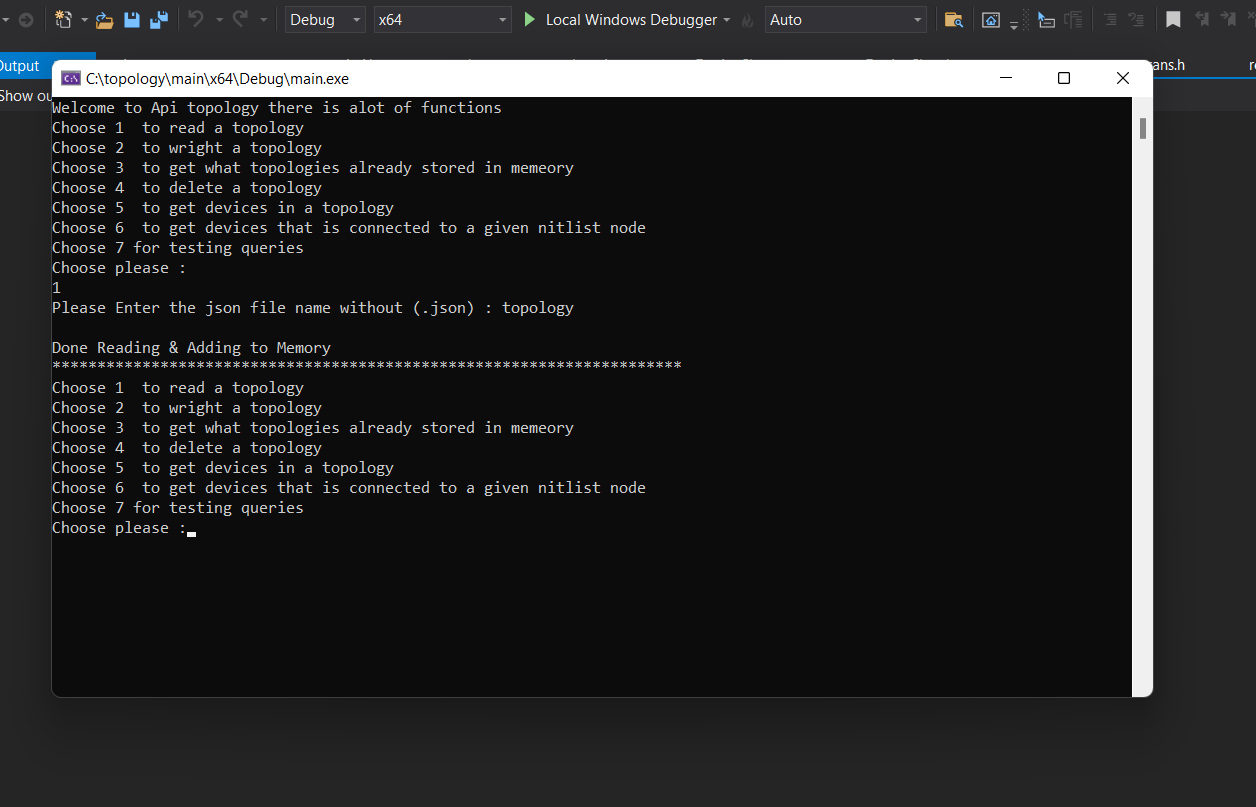 Debug x64 Local Windows Debugger Auto
Output
ans.h
Show ou
C:\topology\main\x64\Debug\main.exe
Welcome to Api topology there is alot of functions
Choose 1  to read a topology
Choose 2  to wright a topology
Choose 3  to get what topologies already stored in memeory
Choose 4  to delete a topology
Choose 5  to get devices in a topology
Choose 6  to get devices that is connected to a given nitlist node
Choose 7 for testing queries
Choose please :
1
Please Enter the json file name without (.json) : topology
Done Reading & Adding to Memory
**********************************************************************
Choose 1  to read a topology
Choose 2  to wright a topology
Choose 3  to get what topologies already stored in memeory
Choose 4  to delete a topology
Choose 5  to get devices in a topology
Choose 6  to get devices that is connected to a given nitlist node
Choose 7 for testing queries
Choose please :